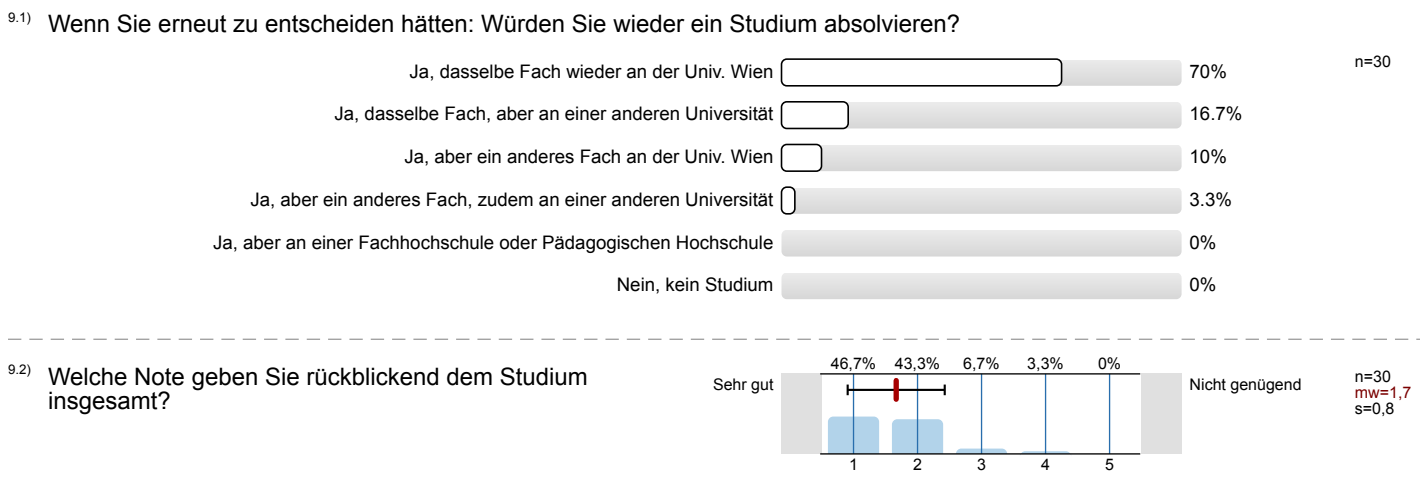 9.1) Wenn Sie erneut zu entscheiden hätten: Würden Sie wieder ein Studium absolvieren?
Ja, dasselbe Fach wieder an der Univ. Wien 70% n=30
Ja, dasselbe Fach, aber an einer anderen Universität 16.7%
Ja, aber ein anderes Fach an der Univ. Wien 10%
Ja, aber ein anderes Fach, zudem an einer anderen Universität 3.3%
Ja, aber an einer Fachhochschule oder Pädagogischen Hochschule 0%
Nein, kein Studium 0%
9.2) Welche Note geben Sie rückblickend dem Studium
insgesamt?
46,7% 43,3% 6,7% 3,3% 0%
Sehr gut Nicht genügend
n=30
mw=1,7
s=0,8
1 2 3 4 5